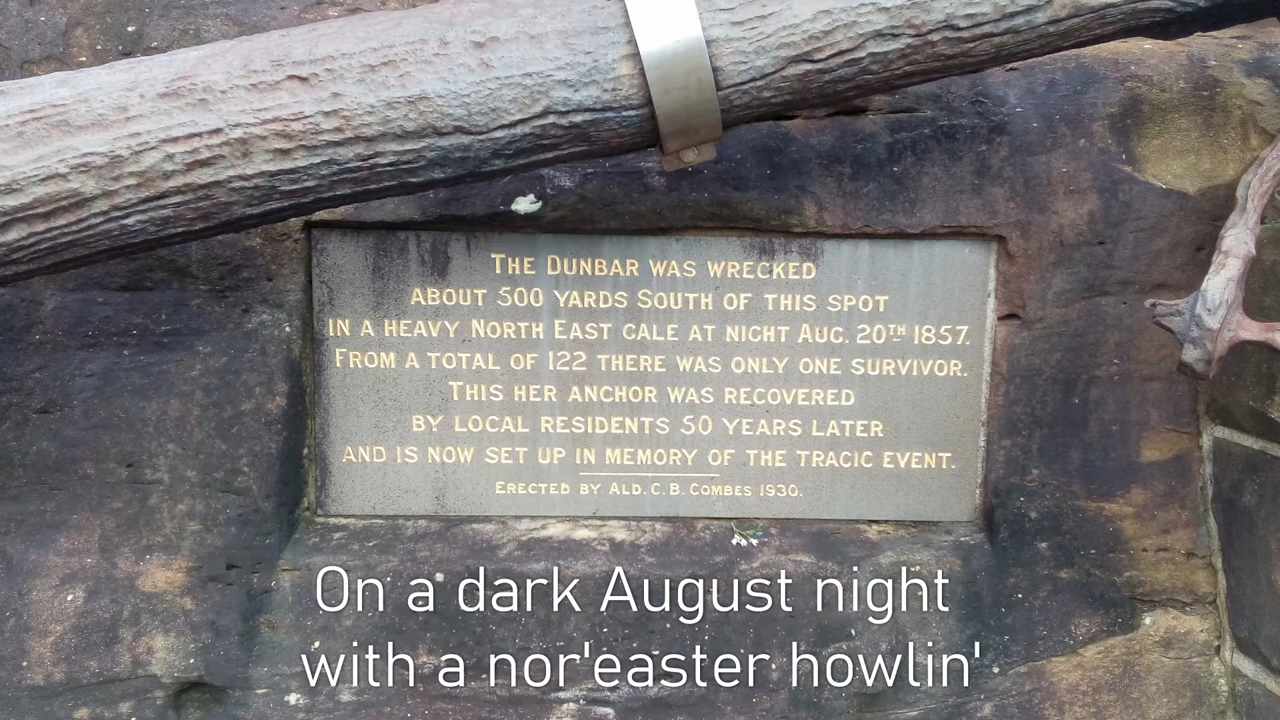 THE DUNBAR WAS WRECKED
ABOUT 500 YARDS SOUTH OF THIS SPOT
IN A HEAVY NORTH EAST GALE AT NIGHT AUG. 20TH 1857.
FROM A TOTAL OF 122 THERE WAS ONLY ONE SURVIVOR.
THIS HER ANCHOR WAS RECOVERED
BY LOCAL RESIDENTS 50 YEARS LATER
AND IS NOW SET UP IN MEMORY OF THE TRAGIC EVENT.
ERECTED BY ALD. C.B. COMBES 1930.
On a dark August night
with a nor'easter howlin'